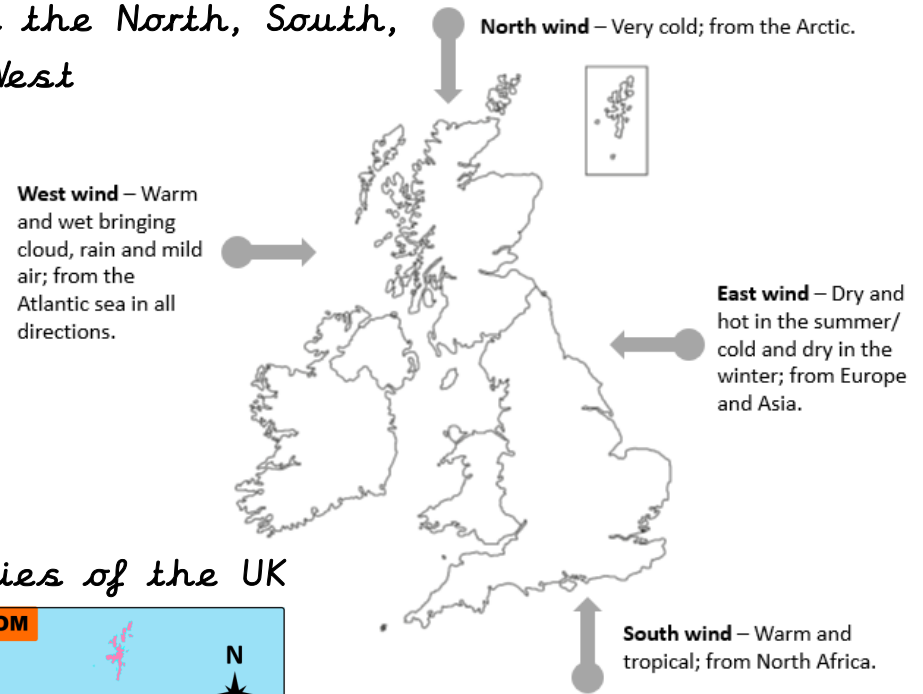 the North, South,
West
North wind – Very cold; from the Arctic.
West wind – Warm
and wet bringing
cloud, rain and mild
air; from the
Atlantic sea in all
directions.
East wind – Dry and
hot in the summer/
cold and dry in the
winter; from Europe
and Asia.
ies of the UK
OM
N
South wind – Warm and
tropical; from North Africa.